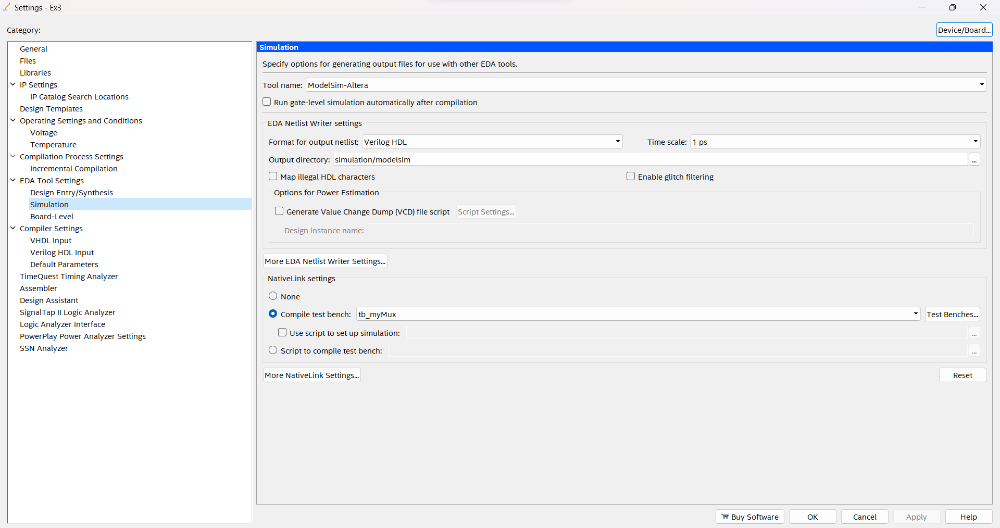 Settings - Ex3
Category:
Device/Board...
General
Files
Libraries
IP Settings
IP Catalog Search Locations
Design Templates
Operating Settings and Conditions
Voltage
Temperature
Compilation Process Settings
Incremental Compilation
EDA Tool Settings
Design Entry/Synthesis
Simulation
Board-Level
Compiler Settings
VHDL Input
Verilog HDL Input
Default Parameters
TimeQuest Timing Analyzer
Assembler
Design Assistant
SignalTap II Logic Analyzer
Logic Analyzer Interface
PowerPlay Power Analyzer Settings
SSN Analyzer
Simulation
Specify options for generating output files for use with other EDA tools.
Tool name: ModelSim-Altera
Run gate-level simulation automatically after compilation
EDA Netlist Writer settings
Format for output netlist: Verilog HDL Time scale: 1 ps
Output directory: simulation/modelsim ...
Map illegal HDL characters Enable glitch filtering
Options for Power Estimation
Generate Value Change Dump (VCD) file script Script Settings...
Design instance name:
More EDA Netlist Writer Settings...
NativeLink settings
None
Compile test bench: tb_myMux Test Benches...
Use script to set up simulation: ...
Script to compile test bench: ...
More NativeLink Settings... Reset
Buy Software OK Cancel Apply Help